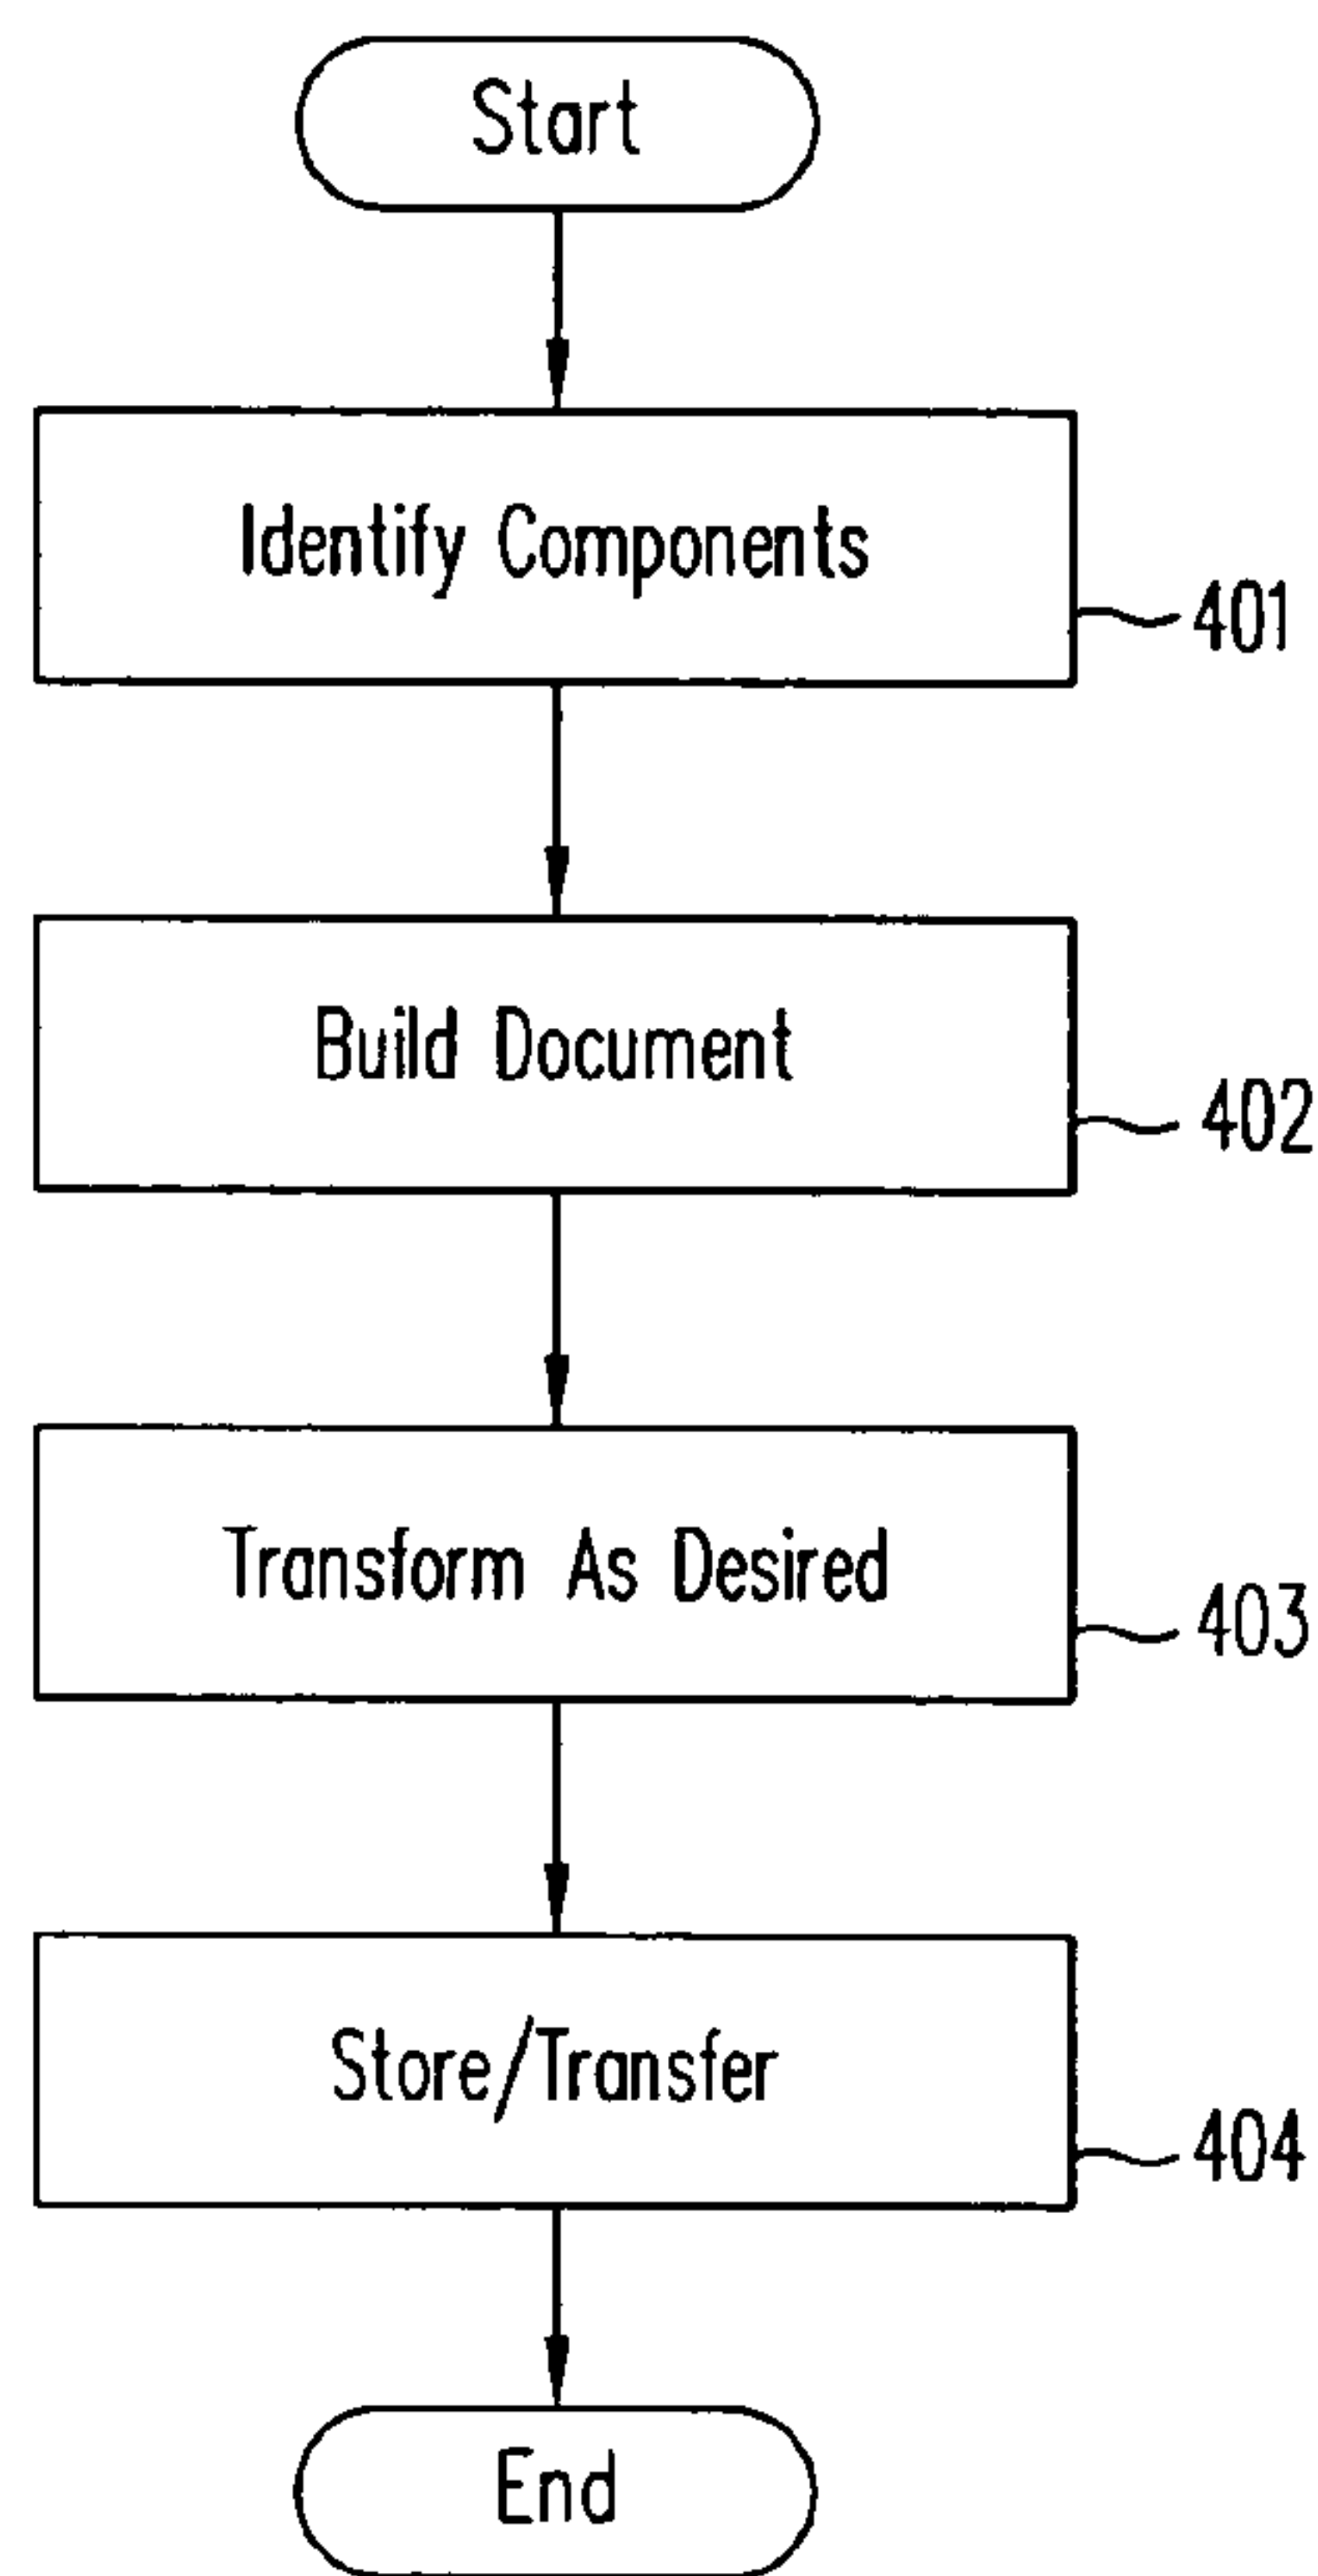 Start
Identify Components
401
Build Document
402
Transform As Desired
403
Store/Transfer
404
End